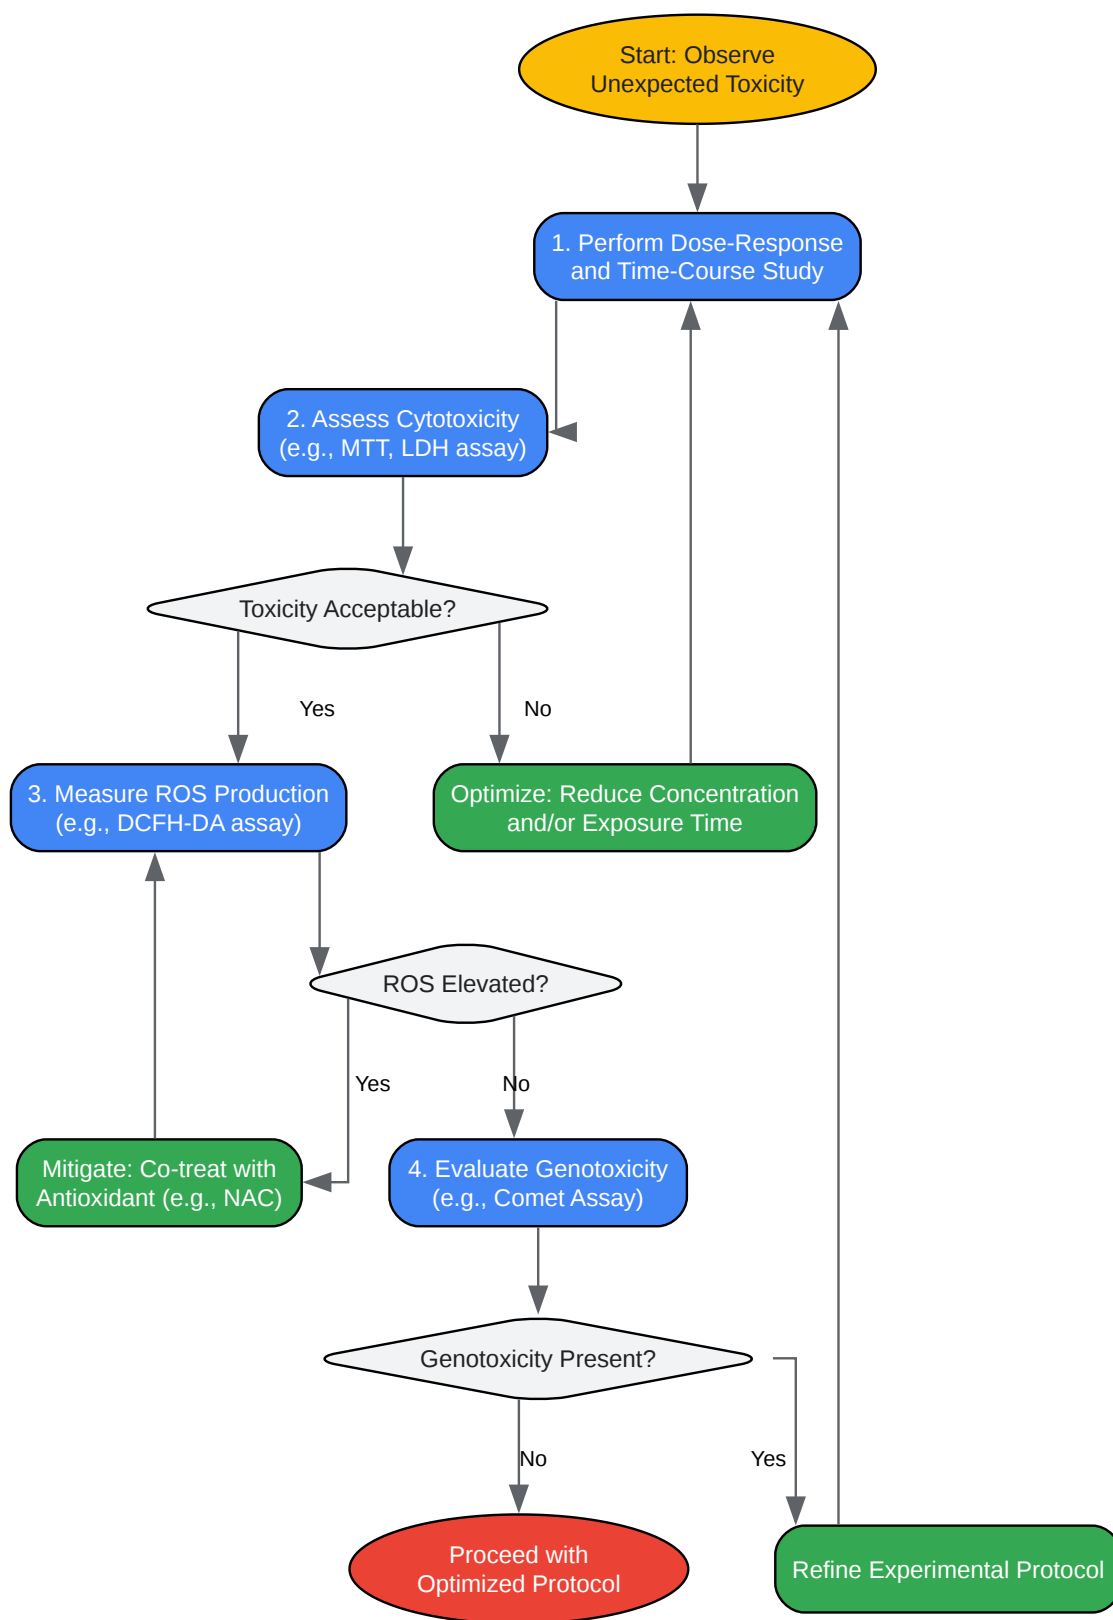 Start: Observe
Unexpected Toxicity
1. Perform Dose-Response
and Time-Course Study
2. Assess Cytotoxicity
(e.g., MTT, LDH assay)
Toxicity Acceptable?
Yes
No
3. Measure ROS Production
(e.g., DCFH-DA assay)
Optimize: Reduce Concentration
and/or Exposure Time
ROS Elevated?
Yes
No
Mitigate: Co-treat with
Antioxidant (e.g., NAC)
4. Evaluate Genotoxicity
(e.g., Comet Assay)
Genotoxicity Present?
No
Yes
Proceed with
Optimized Protocol
Refine Experimental Protocol